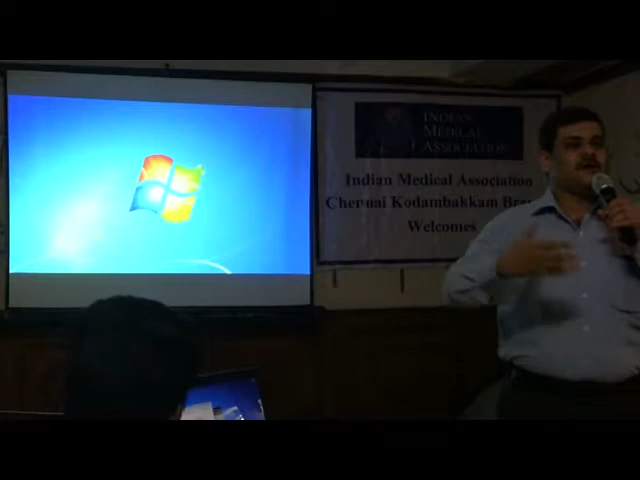 INDIAN
MEDICAL
ASSOCIATION
Indian Medical Association
Chennai Kodambakkam
Welcomes